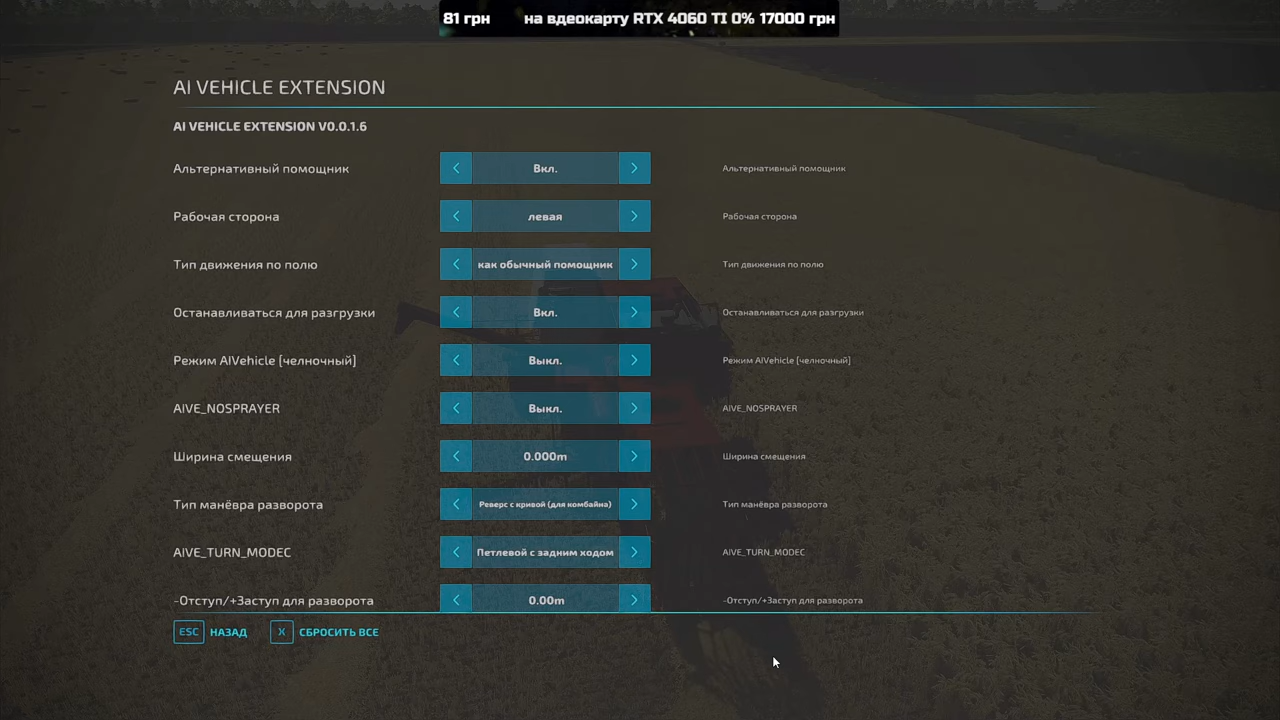 81 грн на вдеокарту RTX 4060 TI 0% 17000 грн
AI VEHICLE EXTENSION
AI VEHICLE EXTENSION V0.0.1.6
Альтернативный помощник Вкл. Альтернативный помощник
Рабочая сторона левая Рабочая сторона
Тип движения по полю как обычный помощник Тип движения по полю
Останавливаться для разгрузки Вкл. Останавливаться для разгрузки
Режим AIVehicle [челночный] Выкл. Режим AIVehicle [челночный]
AIVE_NOSPRAYER Выкл. AIVE_NOSPRAYER
Ширина смещения 0.000m Ширина смещения
Тип манёвра разворота Реверс с кривой (для комбайна) Тип манёвра разворота
AIVE_TURN_MODEC Петлевой с задним ходом AIVE_TURN_MODEC
-Отступ/+Заступ для разворота 0.00m -Отступ/+Заступ для разворота
ESC НАЗАД X СБРОСИТЬ ВСЕ